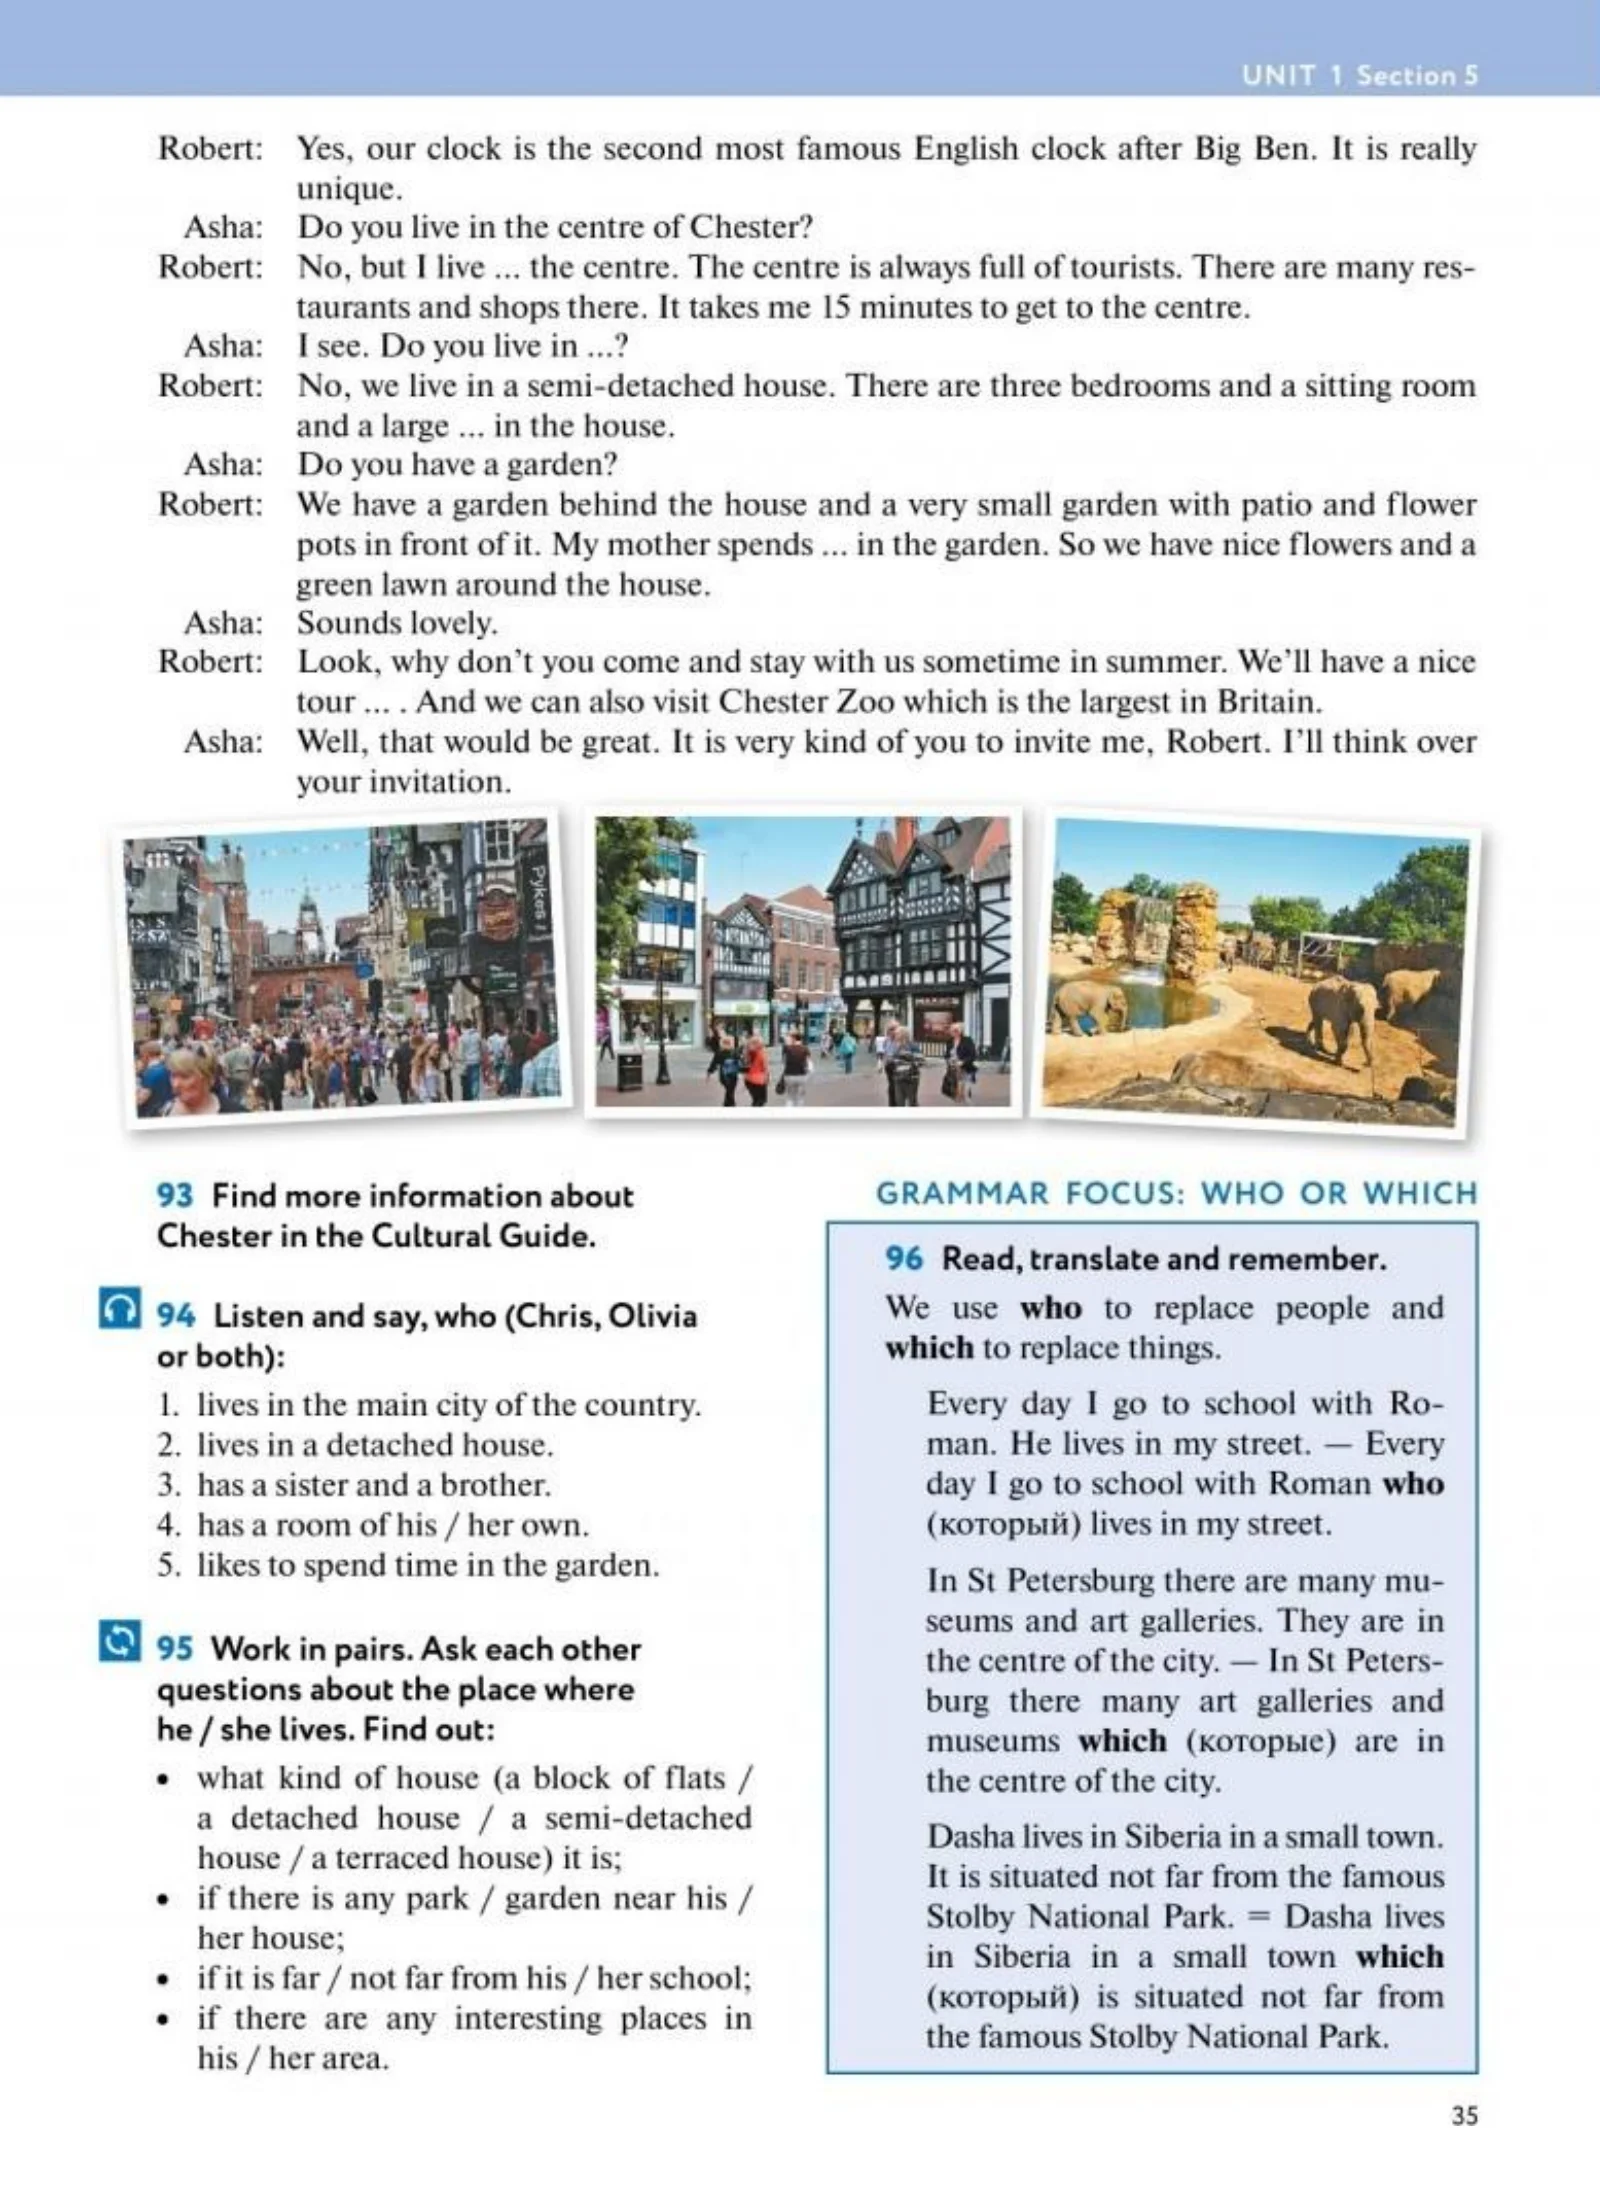 UNIT 1 Section 5
Robert: Yes, our clock is the second most famous English clock after Big Ben. It is really
unique.
Asha: Do you live in the centre of Chester?
Robert: No, but I live ... the centre. The centre is always full of tourists. There are many res-
taurants and shops there. It takes me 15 minutes to get to the centre.
Asha: I see. Do you live in ...?
Robert: No, we live in a semi-detached house. There are three bedrooms and a sitting room
and a large ... in the house.
Asha: Do you have a garden?
Robert: We have a garden behind the house and a very small garden with patio and flower
pots in front of it. My mother spends ... in the garden. So we have nice flowers and a
green lawn around the house.
Asha: Sounds lovely.
Robert: Look, why don't you come and stay with us sometime in summer. We'll have a nice
tour ... . And we can also visit Chester Zoo which is the largest in Britain.
Asha: Well, that would be great. It is very kind of you to invite me, Robert. I'll think over
your invitation.
Pykes
93 Find more information about
Chester in the Cultural Guide.
94 Listen and say, who (Chris, Olivia
or both):
1. lives in the main city of the country.
2. lives in a detached house.
3. has a sister and a brother.
4. has a room of his / her own.
5. likes to spend time in the garden.
95 Work in pairs. Ask each other
questions about the place where
he / she lives. Find out:
• what kind of house (a block of flats /
a detached house / a semi-detached
house / a terraced house) it is;
• if there is any park / garden near his /
her house;
• if it is far / not far from his / her school;
• if there are any interesting places in
his / her area.
GRAMMAR FOCUS: WHO OR WHICH
96 Read, translate and remember.
We use who to replace people and
which to replace things.
Every day I go to school with Ro-
man. He lives in my street. — Every
day I go to school with Roman who
(который) lives in my street.
In St Petersburg there are many mu-
seums and art galleries. They are in
the centre of the city. — In St Peters-
burg there many art galleries and
museums which (которые) are in
the centre of the city.
Dasha lives in Siberia in a small town.
It is situated not far from the famous
Stolby National Park. = Dasha lives
in Siberia in a small town which
(который) is situated not far from
the famous Stolby National Park.
35